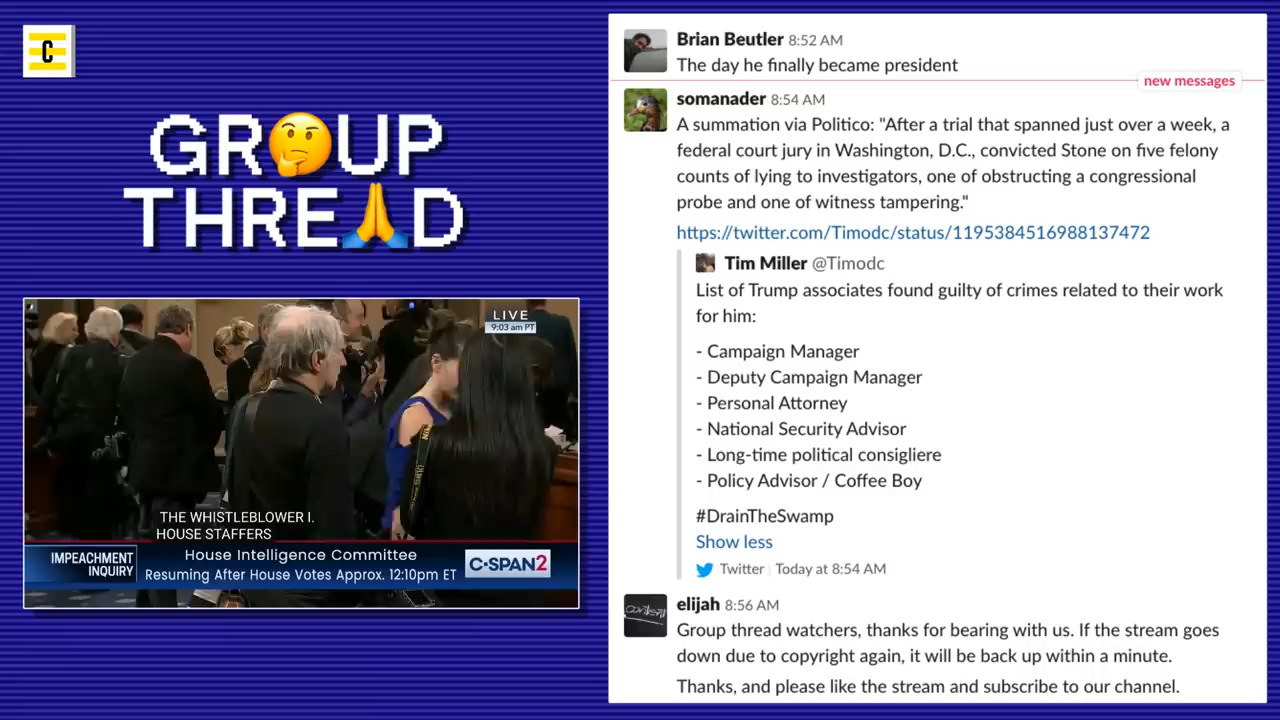 C
GR🤔UP
THRE🙏D
LIVE
9:03 am PT
THE WHISTLEBLOWER I.
HOUSE STAFFERS
IMPEACHMENT
INQUIRY
House Intelligence Committee
Resuming After House Votes Approx. 12:10pm ET
C-SPAN2
Brian Beutler 8:52 AM
The day he finally became president
new messages
somanader 8:54 AM
A summation via Politico: "After a trial that spanned just over a week, a
federal court jury in Washington, D.C., convicted Stone on five felony
counts of lying to investigators, one of obstructing a congressional
probe and one of witness tampering."
https://twitter.com/Timodc/status/1195384516988137472
Tim Miller @Timodc
List of Trump associates found guilty of crimes related to their work
for him:
- Campaign Manager
- Deputy Campaign Manager
- Personal Attorney
- National Security Advisor
- Long-time political consigliere
- Policy Advisor / Coffee Boy
#DrainTheSwamp
Show less
Twitter | Today at 8:54 AM
elijah 8:56 AM
Group thread watchers, thanks for bearing with us. If the stream goes
down due to copyright again, it will be back up within a minute.
Thanks, and please like the stream and subscribe to our channel.